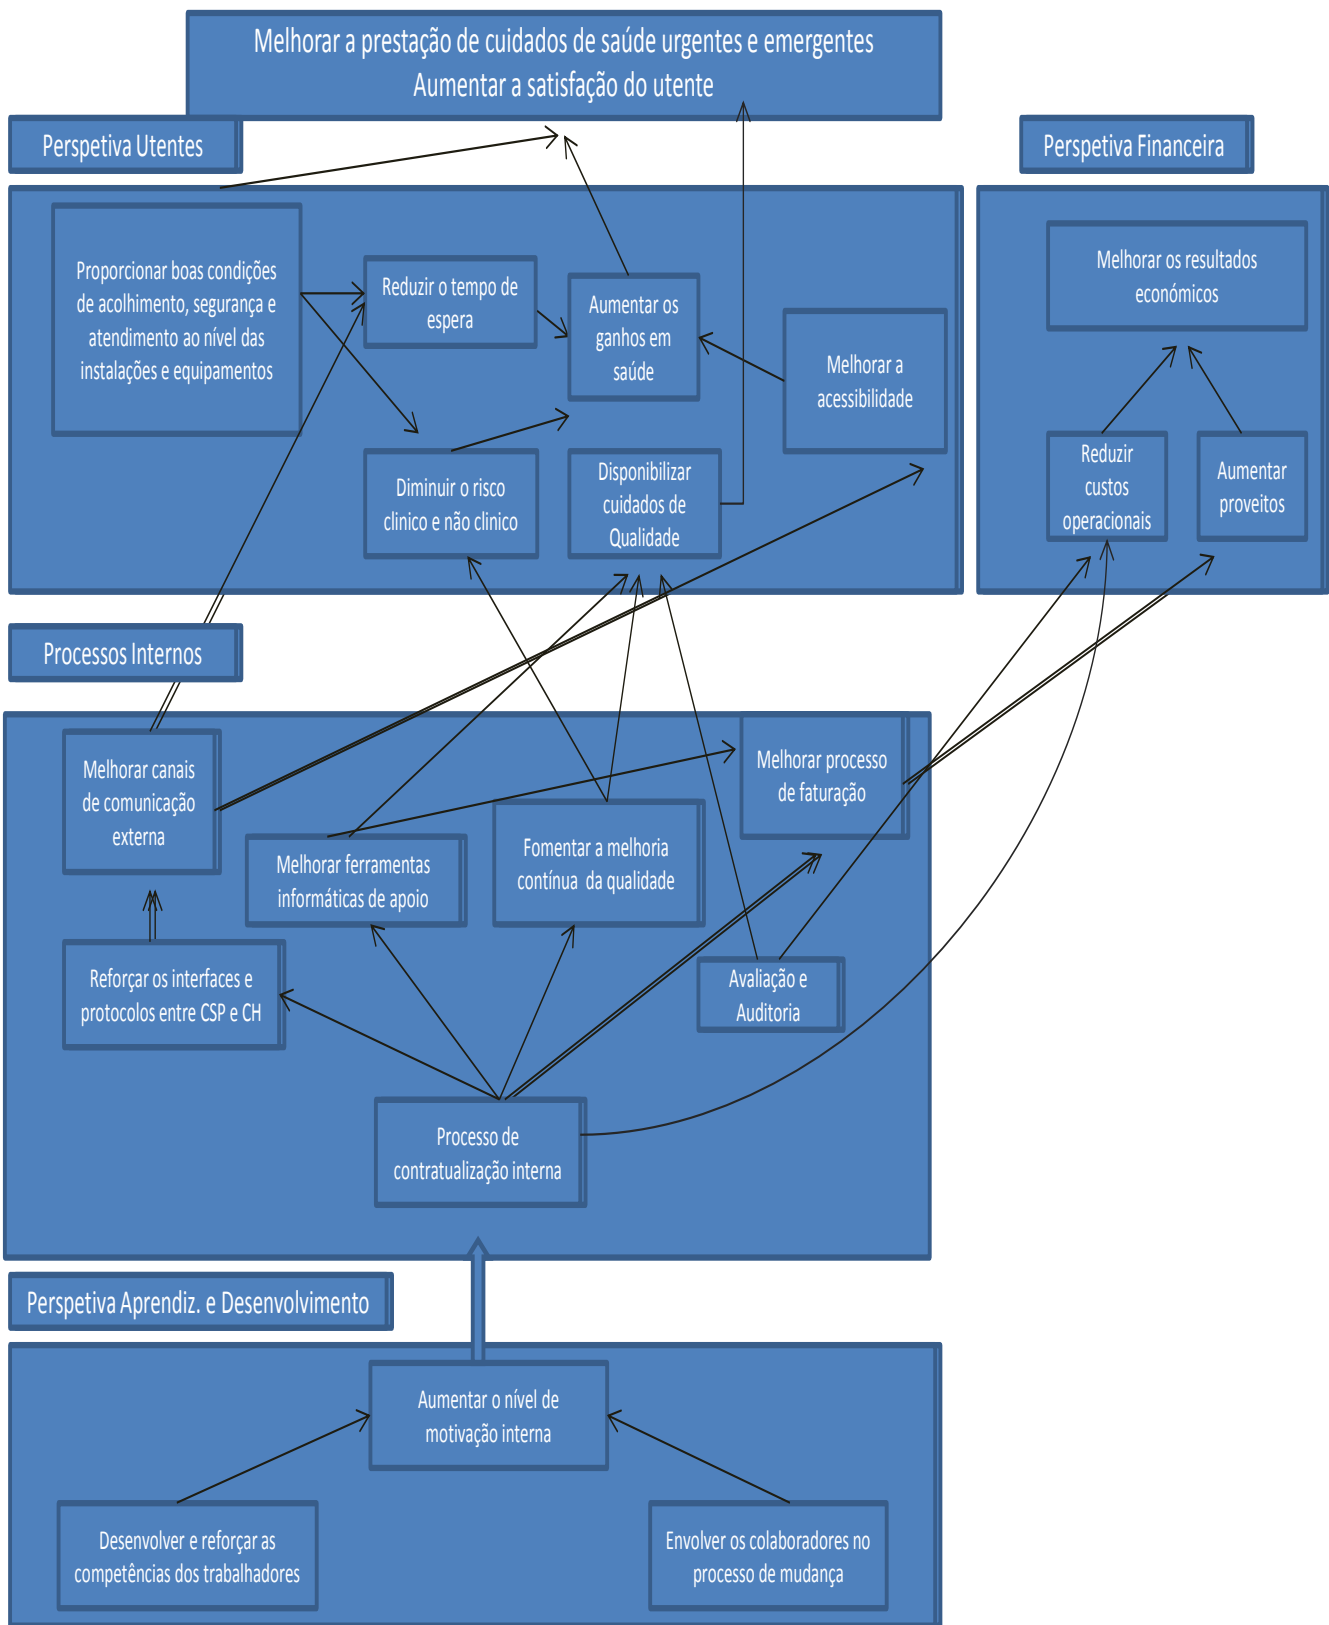 Melhorar a prestação de cuidados de saúde urgentes e emergentes
Aumentar a satisfação do utente
Perspetiva Utentes
Perspetiva Financeira
Proporcionar boas condições
de acolhimento, segurança e
atendimento ao nível das
instalações e equipamentos
Reduzir o tempo de
espera
Aumentar os
ganhos em
saúde
Melhorar a
acessibilidade
Diminuir o risco
clinico e não clinico
Disponibilizar
cuidados de
Qualidade
Melhorar os resultados
económicos
Reduzir
custos
operacionais
Aumentar
proveitos
Processos Internos
Melhorar canais
de comunicação
externa
Melhorar ferramentas
informáticas de apoio
Fomentar a melhoria
contínua da qualidade
Melhorar processo
de faturação
Reforçar os interfaces e
protocolos entre CSP e CH
Avaliação e
Auditoria
Processo de
contratualização interna
Perspetiva Aprendiz. e Desenvolvimento
Aumentar o nível de
motivação interna
Desenvolver e reforçar as
competências dos trabalhadores
Envolver os colaboradores no
processo de mudança